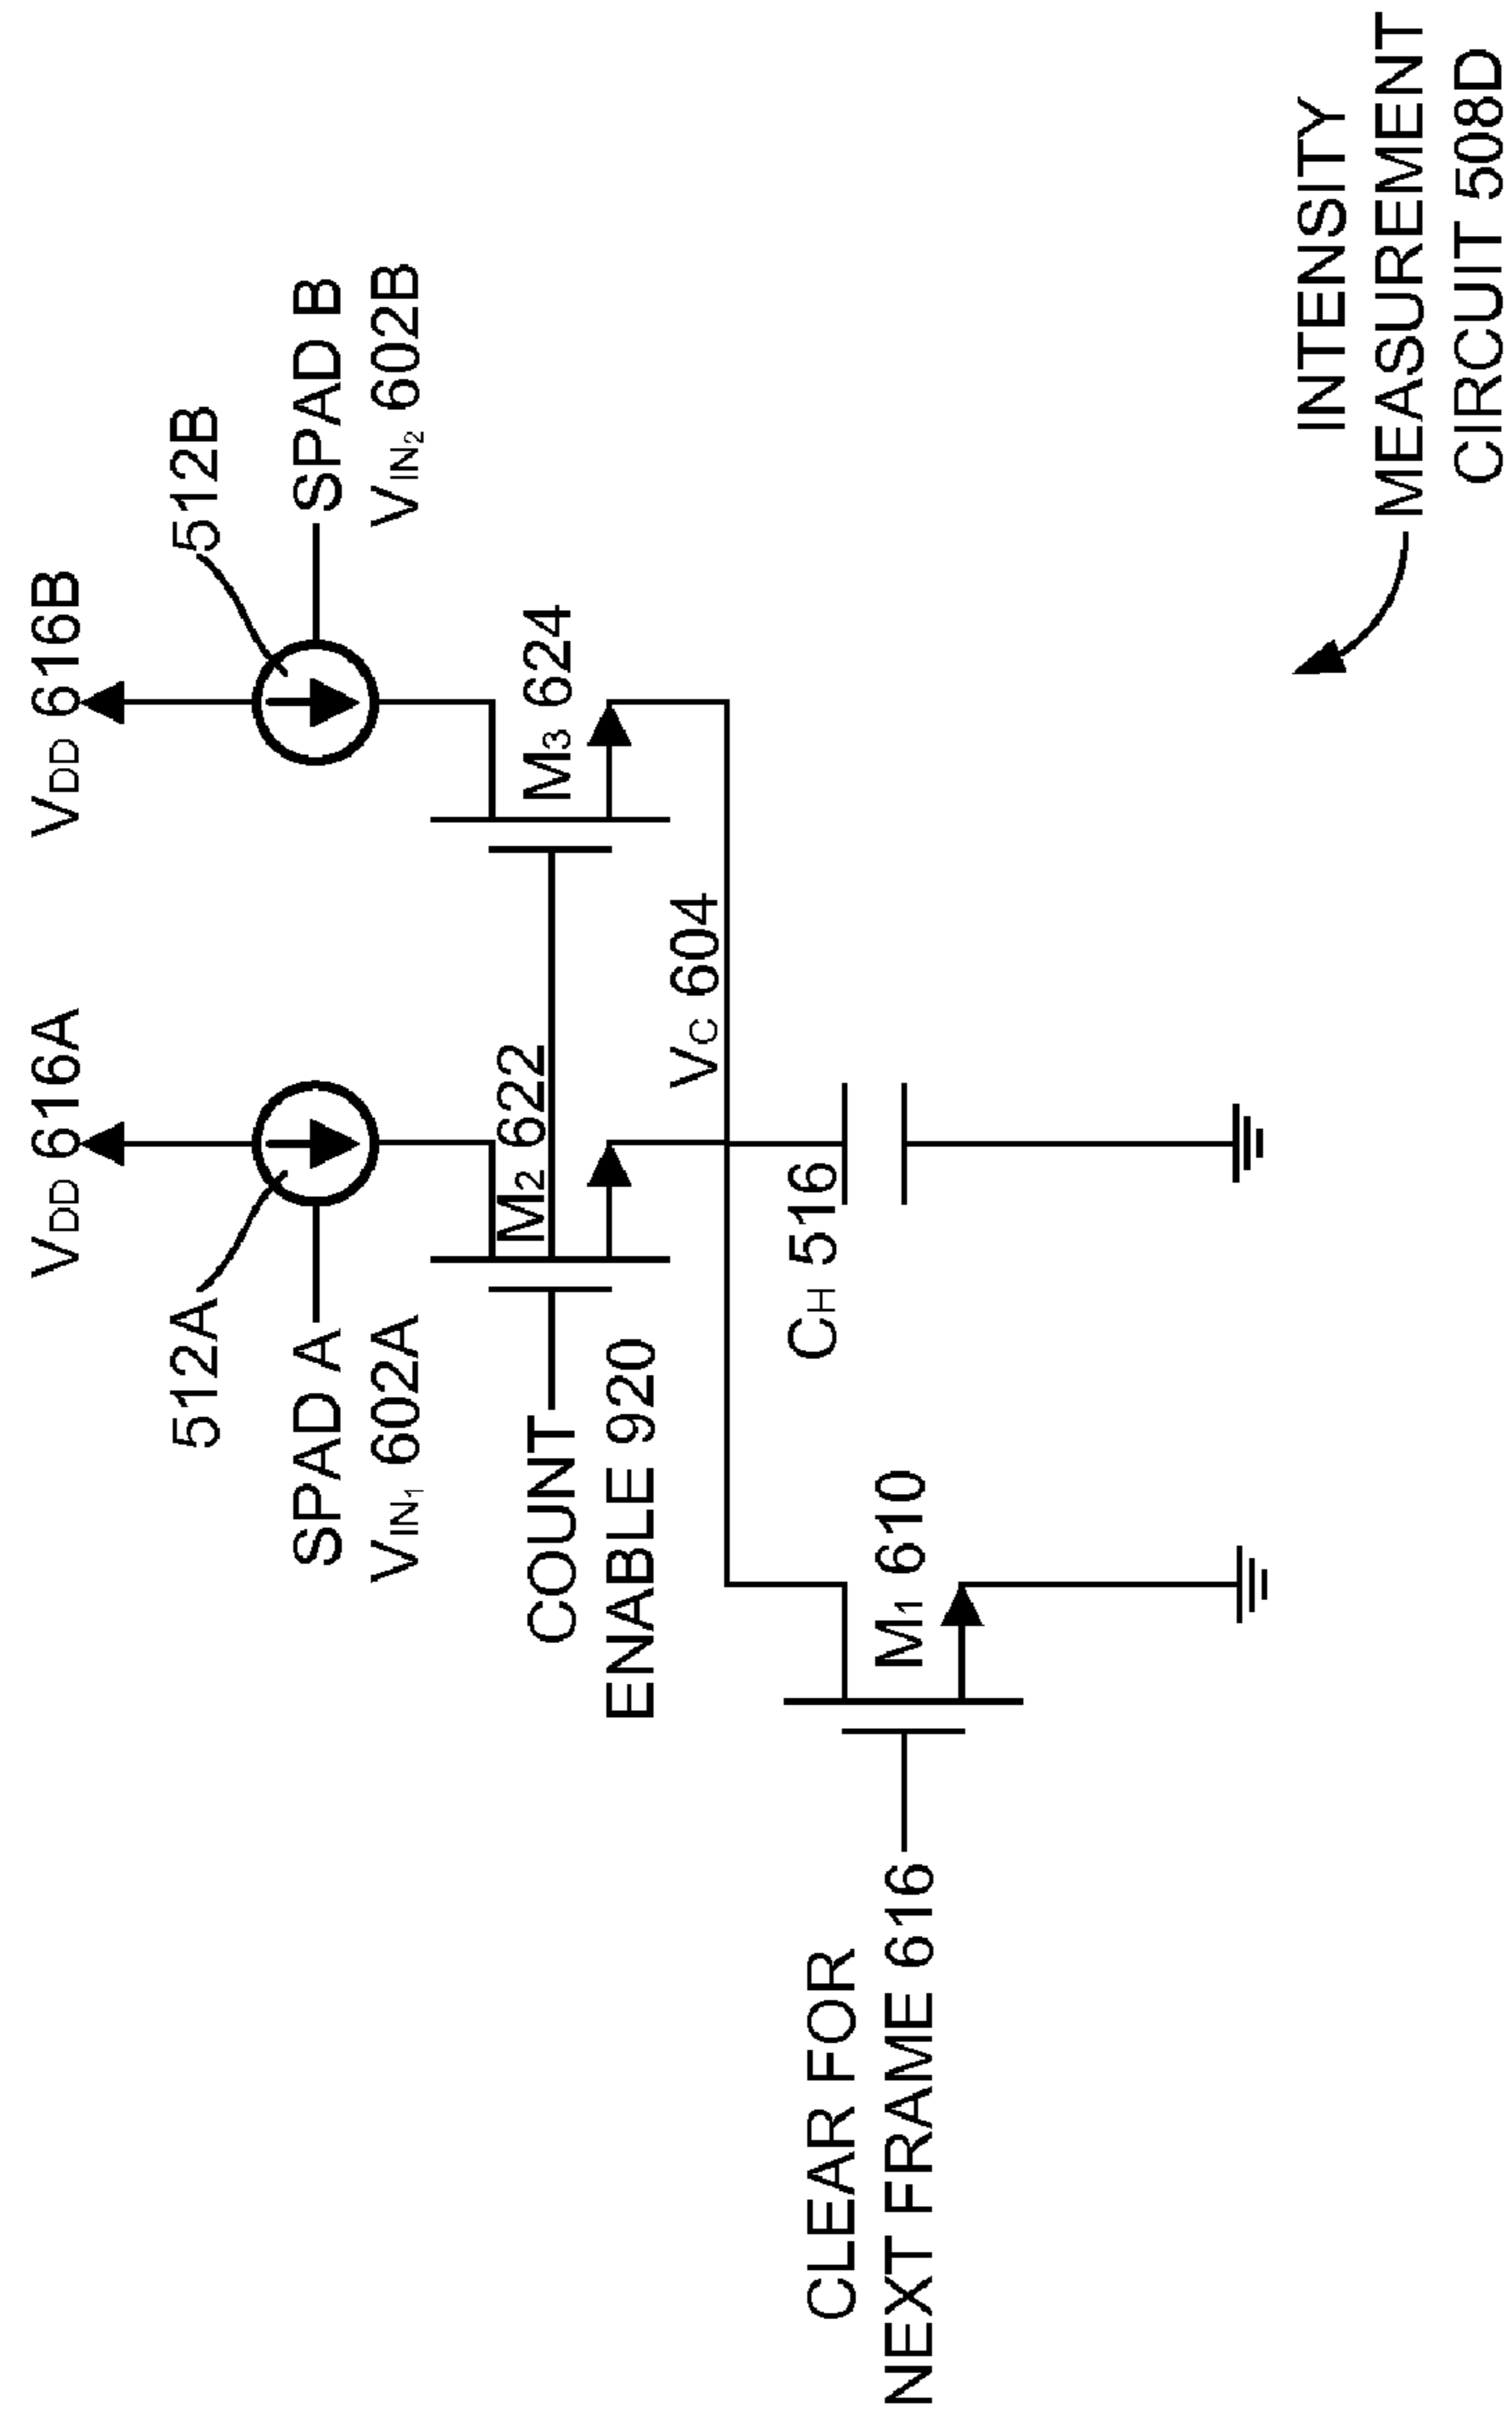 V_DD 616A
V_DD 616B
512A
512B
SPAD A
V_IN1 602A
SPAD B
V_IN2 602B
COUNT
ENABLE 920
M2 622
M3 624
V_C 604
C_H 516
CLEAR FOR
NEXT FRAME 616
M1 610
INTENSITY
MEASUREMENT
CIRCUIT 508D